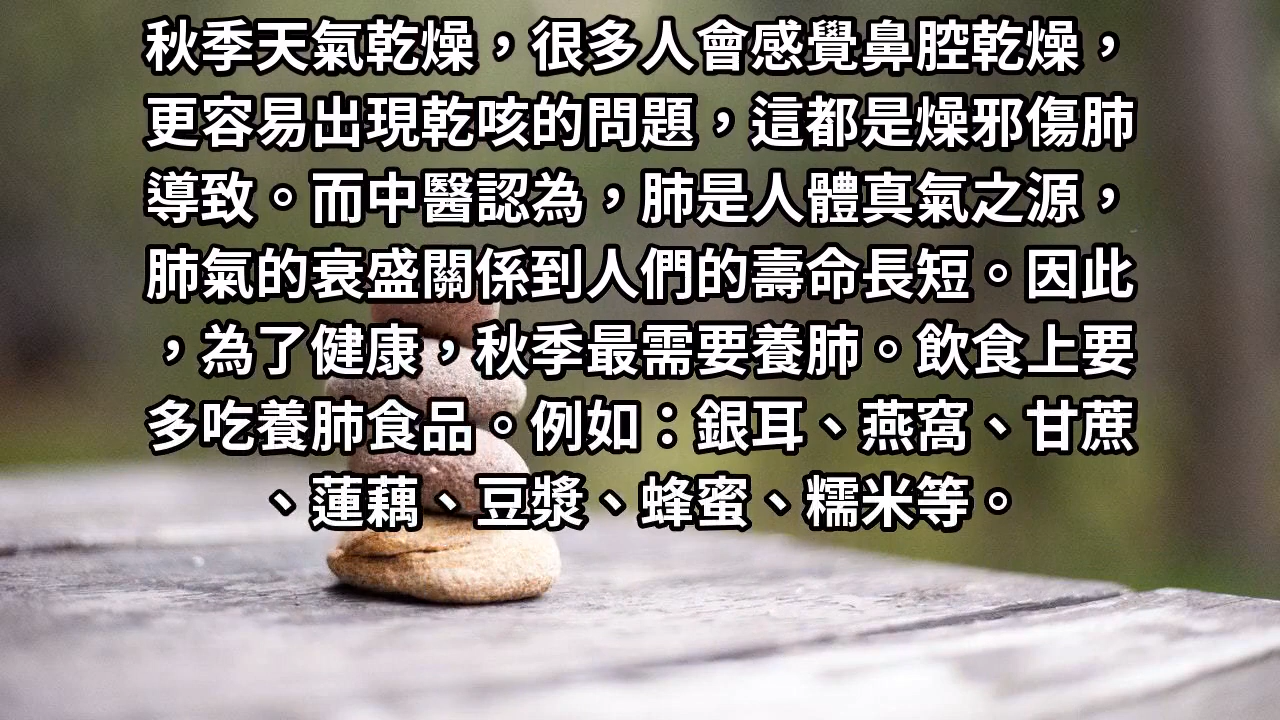 秋季天氣乾燥，很多人會感覺鼻腔乾燥，
更容易出現乾咳的問題，這都是燥邪傷肺
導致。而中醫認為，肺是人體真氣之源，
肺氣的衰盛關係到人們的壽命長短。因此
，為了健康，秋季最需要養肺。飲食上要
多吃養肺食品。例如：銀耳、燕窩、甘蔗
、蓮藕、豆漿、蜂蜜、糯米等。